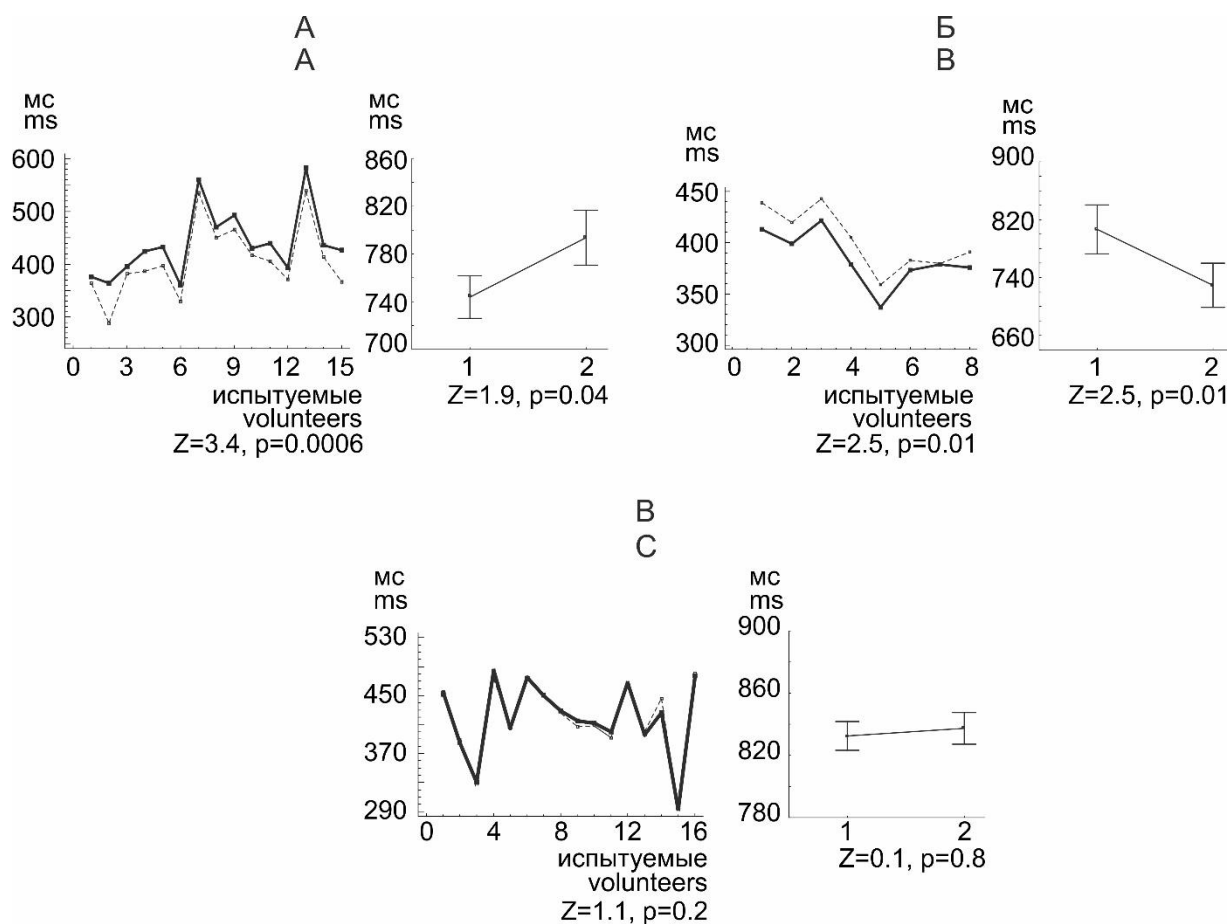 А
A
мс
ms
600
500
400
300
0
3
6
9
12
15
испытуемые
volunteers
Z=3.4, p=0.0006
мс
ms
860
820
780
740
700
1
2
Z=1.9, p=0.04
Б
B
мс
ms
450
400
350
300
0
2
4
6
8
испытуемые
volunteers
Z=2.5, p=0.01
мс
ms
900
820
740
660
1
2
Z=2.5, p=0.01
В
C
мс
ms
530
450
370
290
0
4
8
12
16
испытуемые
volunteers
Z=1.1, p=0.2
мс
ms
900
860
820
780
1
2
Z=0.1, p=0.8